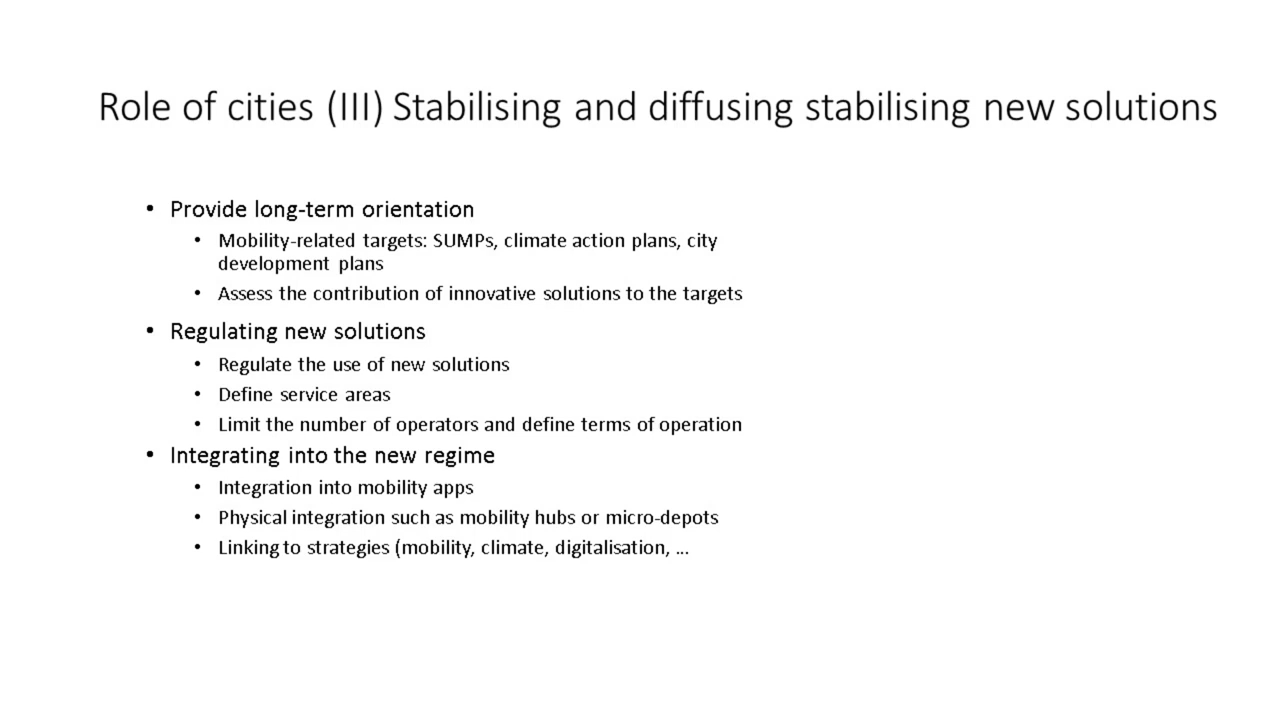 Role of cities (III) Stabilising and diffusing stabilising new solutions
• Provide long-term orientation
• Mobility-related targets: SUMPs, climate action plans, city
development plans
• Assess the contribution of innovative solutions to the targets
• Regulating new solutions
• Regulate the use of new solutions
• Define service areas
• Limit the number of operators and define terms of operation
• Integrating into the new regime
• Integration into mobility apps
• Physical integration such as mobility hubs or micro-depots
• Linking to strategies (mobility, climate, digitalisation, ...